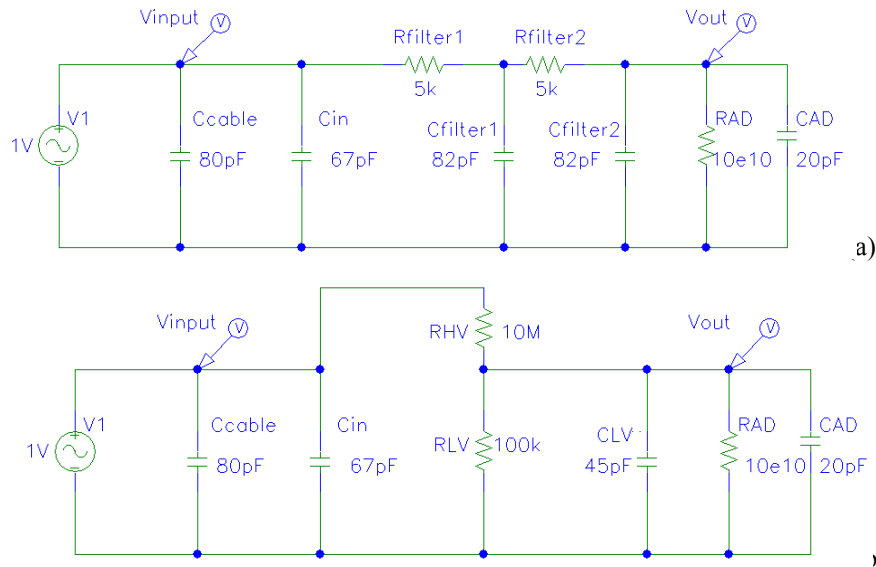 Vinput V
Rfilter1 Rfilter2
Vout V
5k 5k
V1
1V
Ccable
80pF
Cin
67pF
Cfilter1
82pF
Cfilter2
82pF
RAD
10e10
CAD
20pF
a)
Vinput V
RHV 10M
Vout V
V1
1V
Ccable
80pF
Cin
67pF
RLV 100k
CLV
45pF
RAD
10e10
CAD
20pF